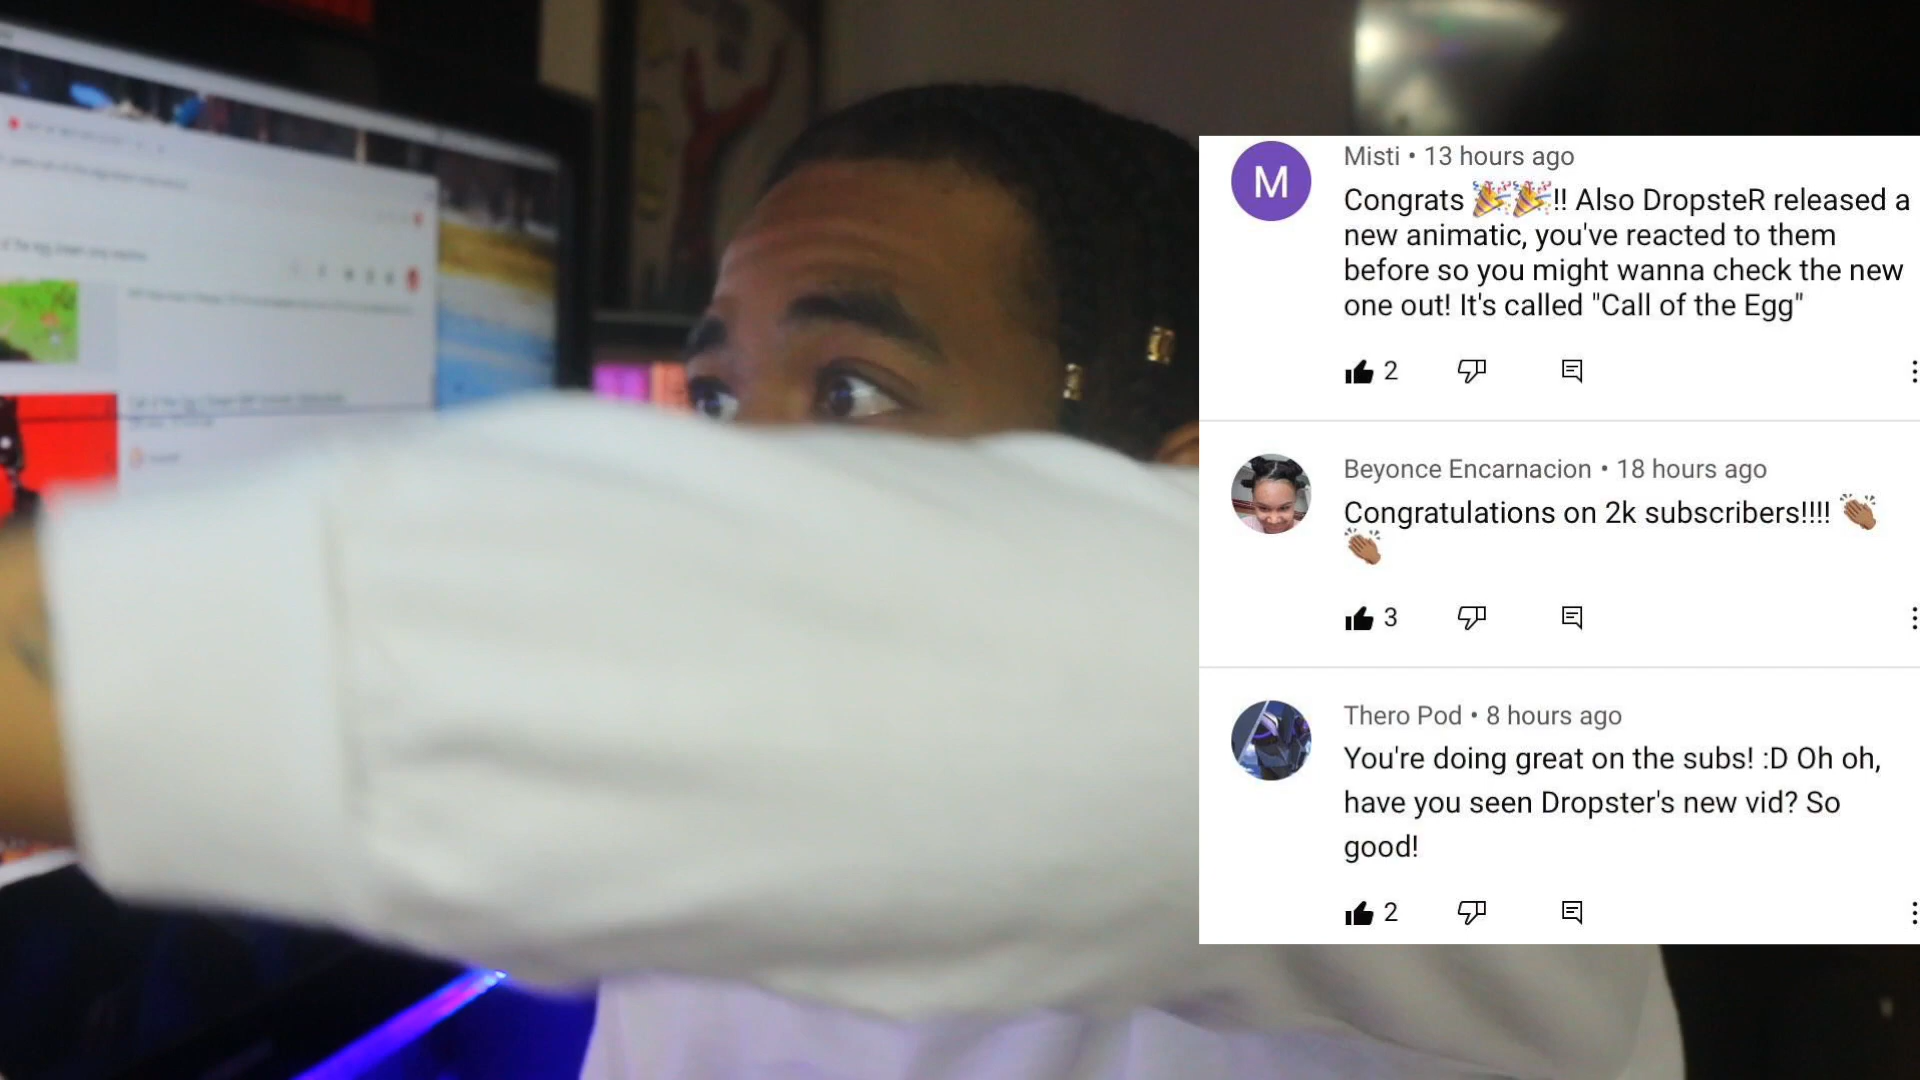 Misti • 13 hours ago
Congrats 🎉🎉!! Also DropsteR released a
new animatic, you've reacted to them
before so you might wanna check the new
one out! It's called "Call of the Egg"
2
Beyonce Encarnacion • 18 hours ago
Congratulations on 2k subscribers!!!! 👏🏾
👏🏾
3
Thero Pod • 8 hours ago
You're doing great on the subs! :D Oh oh,
have you seen Dropster's new vid? So
good!
2
M